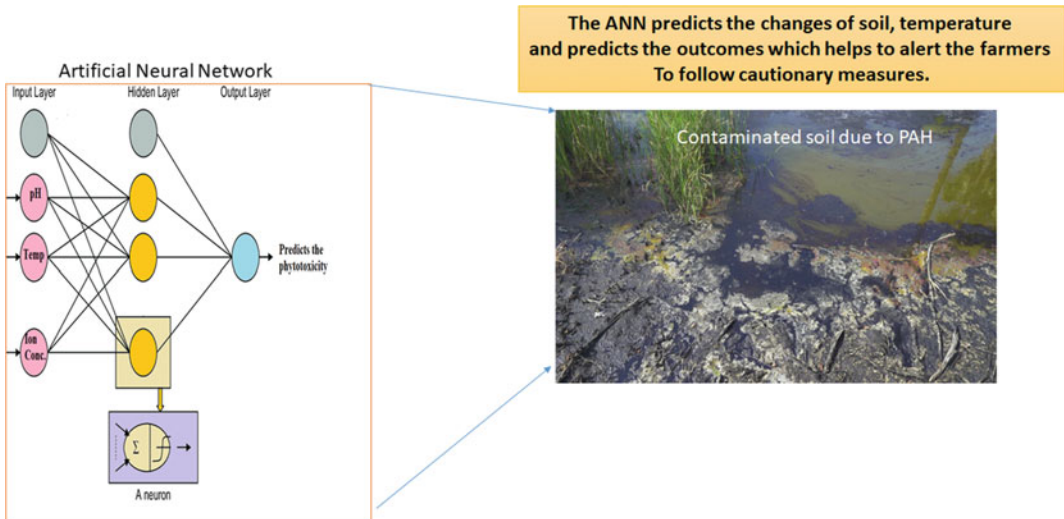 The ANN predicts the changes of soil, temperature
and predicts the outcomes which helps to alert the farmers
To follow cautionary measures.
Artificial Neural Network
Input Layer
Hidden Layer
Output Layer
pH
Temp
Ion
Conc.
Predicts the
phytotoxicity
Σ
A neuron
Contaminated soil due to PAH